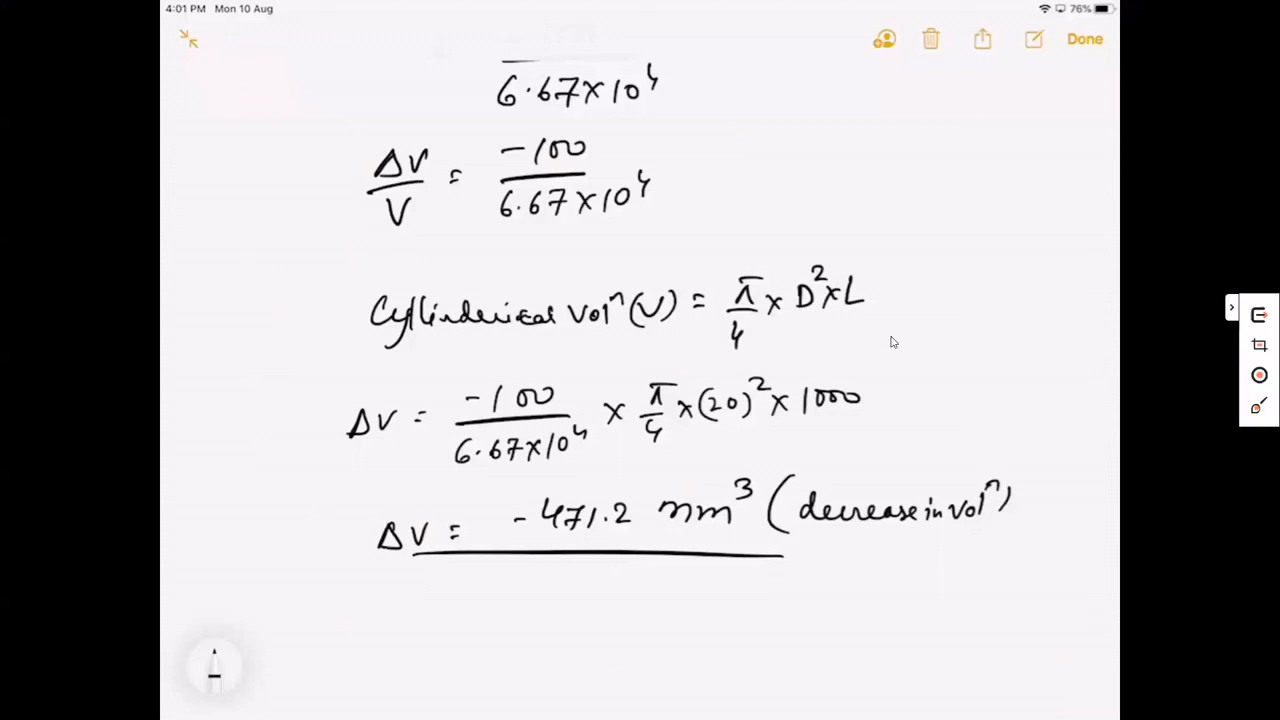 4:01 PM Mon 10 Aug
76%
Done
6.67×10⁴
ΔV/V = -100/6.67×10⁴
Cyllinderical volⁿ(V) = π/4 × D² × L
ΔV = -100/6.67×10⁴ × π/4 × (20)² × 1000
ΔV = -471.2 mm³ (decrease in volⁿ)